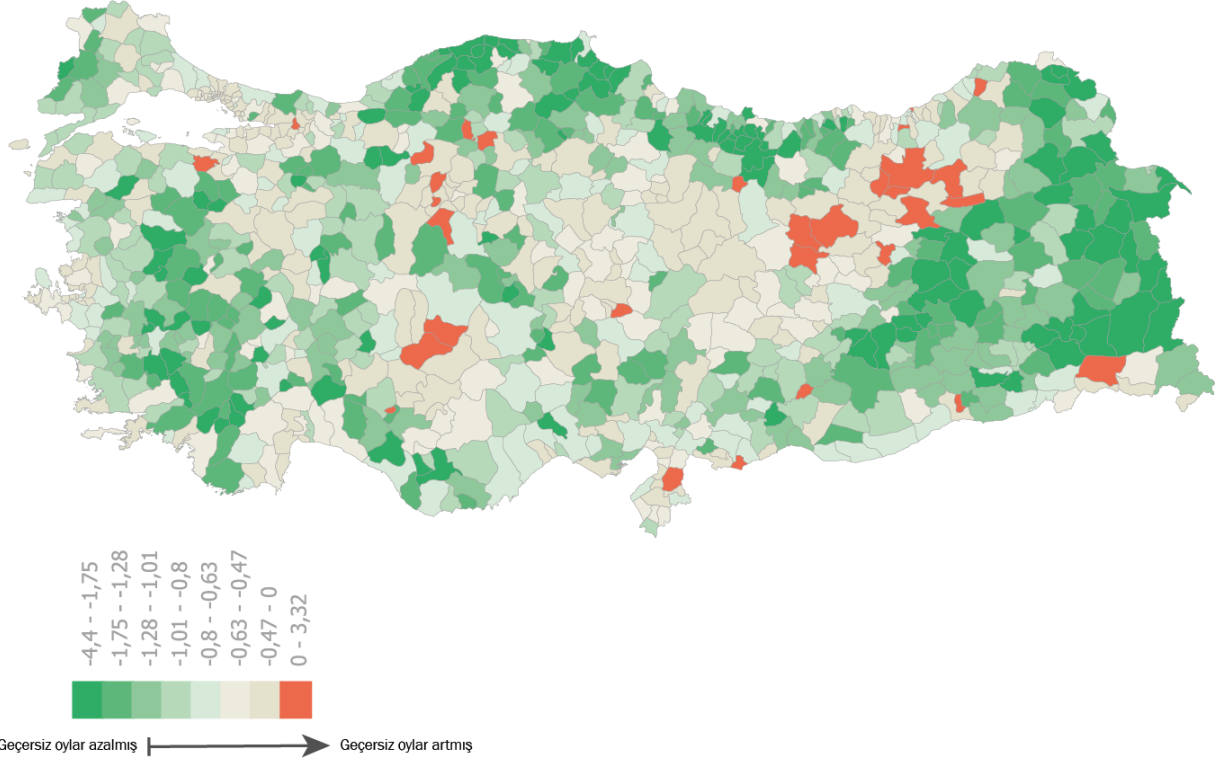 -4,4 - -1,75
-1,75 - -1,28
-1,28 - -1,01
-1,01 - -0,8
-0,8 - -0,63
-0,63 - -0,47
-0,47 - 0
0 - 3,32
Geçersiz oylar azalmış
Geçersiz oylar artmış